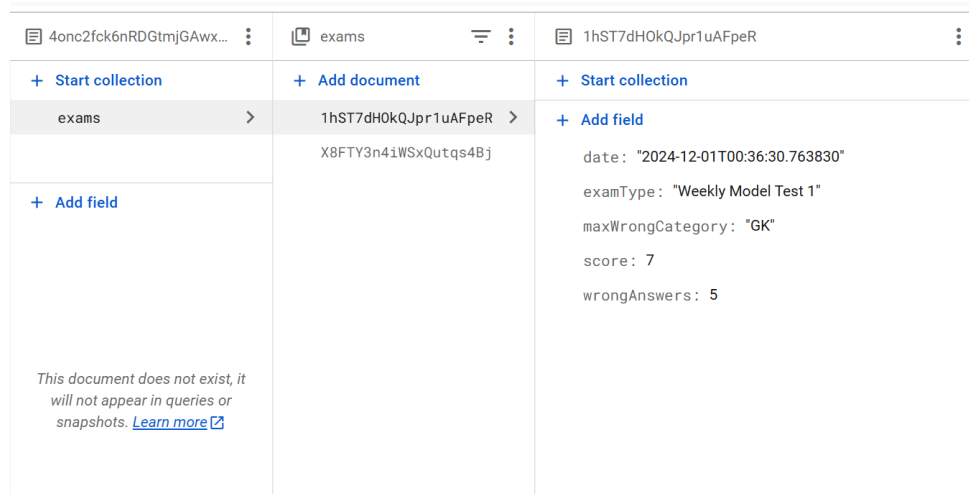 4onc2fck6nRDGtmjGAwx...
+ Start collection
exams
+ Add field
This document does not exist, it
will not appear in queries or
snapshots. Learn more
exams
+ Add document
1hST7dHOkQJpr1uAFpeR
X8FTY3n4iWSxQutqs4Bj
1hST7dHOkQJpr1uAFpeR
+ Start collection
+ Add field
date: "2024-12-01T00:36:30.763830"
examType: "Weekly Model Test 1"
maxWrongCategory: "GK"
score: 7
wrongAnswers: 5